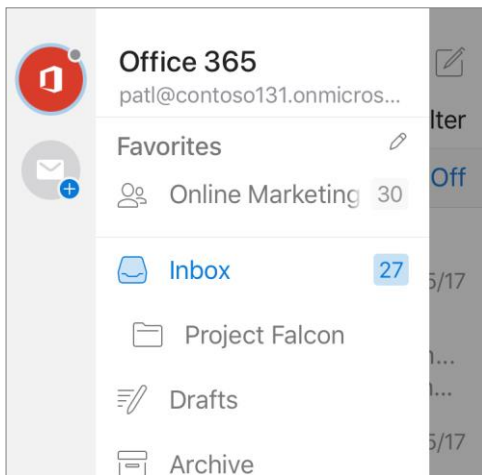 Office 365
patl@contoso131.onmicros...
lter
Favorites
Off
Online Marketing 30
Inbox 27
5/17
Project Falcon
Drafts
5/17
Archive